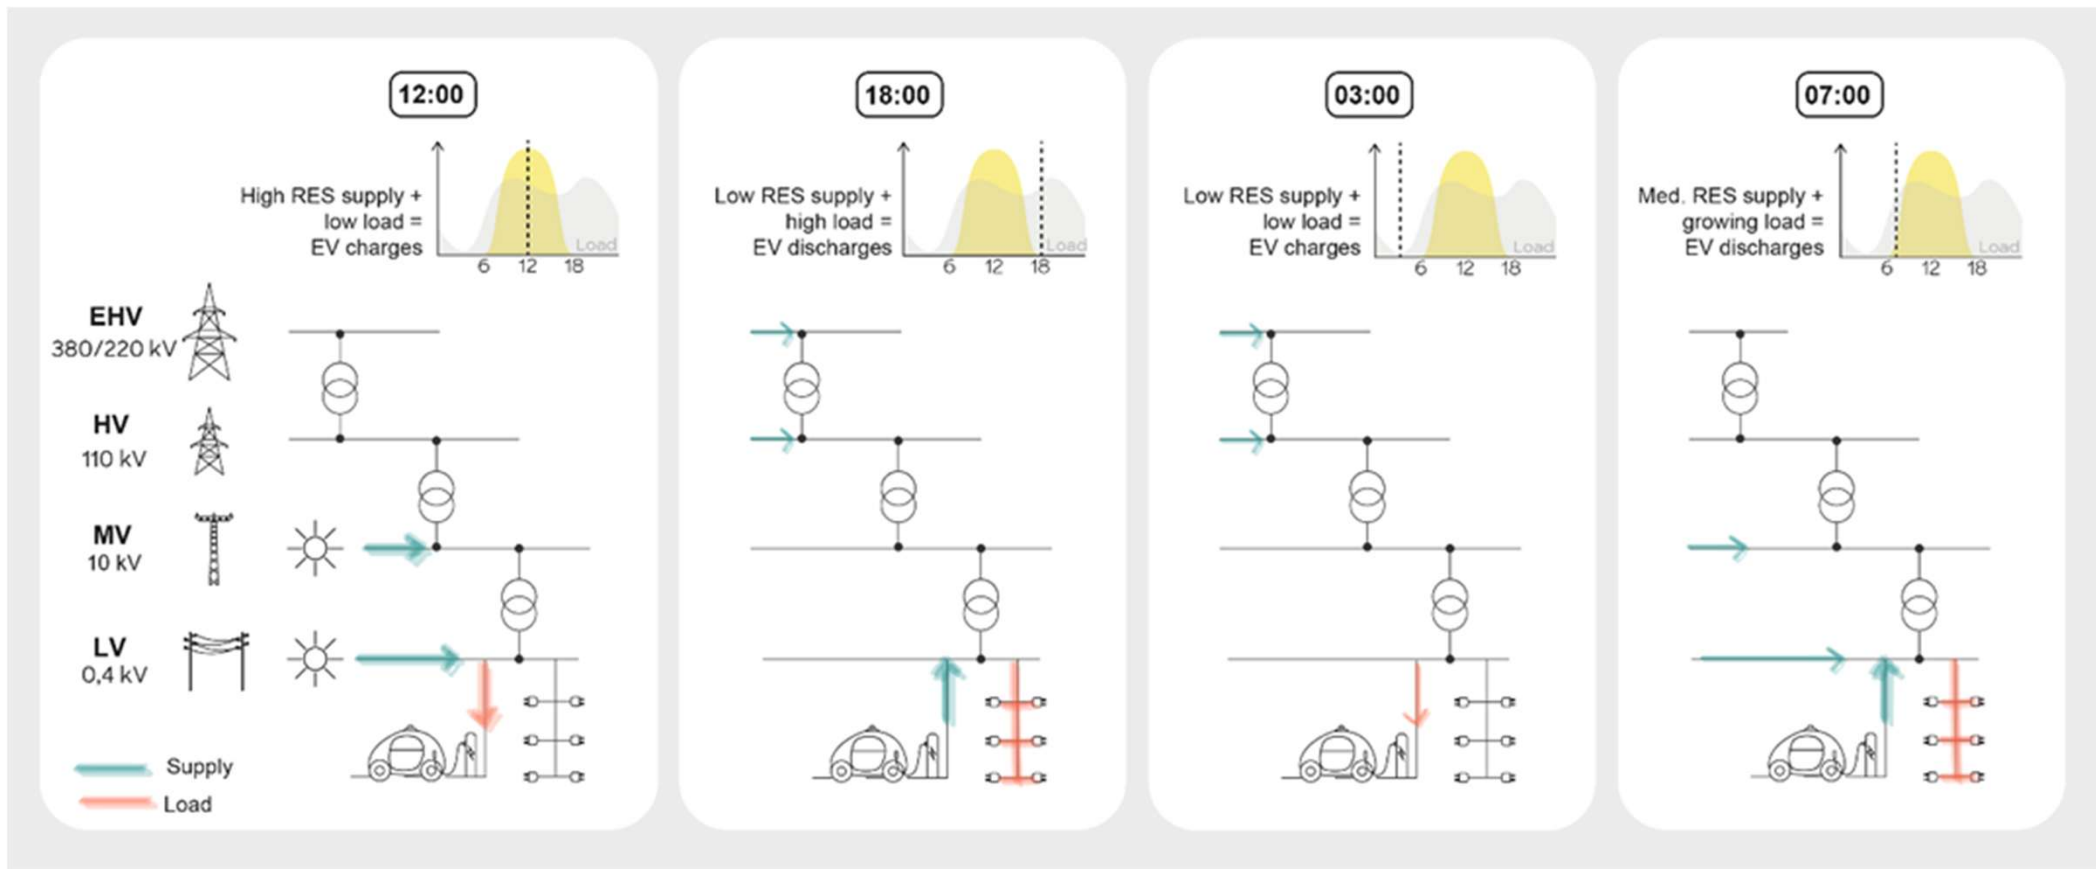 12:00
High RES supply +
low load =
EV charges
Load
6 12 18
18:00
Low RES supply +
high load =
EV discharges
Load
6 12 18
03:00
Low RES supply +
low load =
EV charges
Load
6 12 18
07:00
Med. RES supply +
growing load =
EV discharges
Load
6 12 18
EHV
380/220 kV
HV
110 kV
MV
10 kV
LV
0,4 kV
Supply
Load